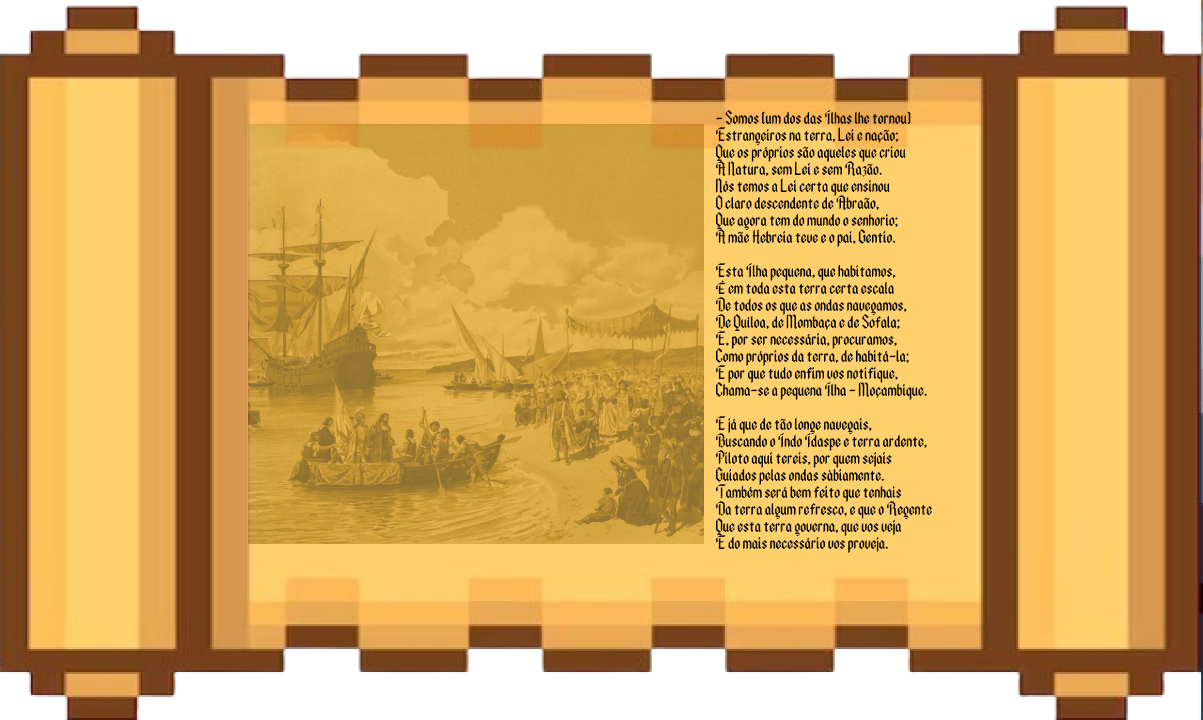 – Somos (um dos das Ilhas lhe tornou)
Estrangeiros na terra, Lei e nação;
Que os próprios são aqueles que criou
A Natura, sem Lei e sem Razão.
Nós temos a Lei certa que ensinou
O claro descendente de Abraão,
Que agora tem do mundo o senhorio;
A mãe Hebreia teve e o pai, Gentio.

Esta Ilha pequena, que habitamos,
É em toda esta terra certa escala
De todos os que as ondas navegamos,
De Quíloa, de Mombaça e de Sofala;
E, por ser necessária, procuramos,
Como próprios da terra, de habitá-la;
E por que tudo enfim vos notifique,
Chama-se a pequena Ilha – Moçambique.

E já que de tão longe navegais,
Buscando o Indo Idaspe e terra ardente,
Piloto aqui tereis, por quem sejais
Guiados pelas ondas sàbiamente.
Também será bem feito que tenhais
Da terra algum refresco, e que o Regente
Que esta terra governa, que vos veja
E do mais necessário vos proveja.